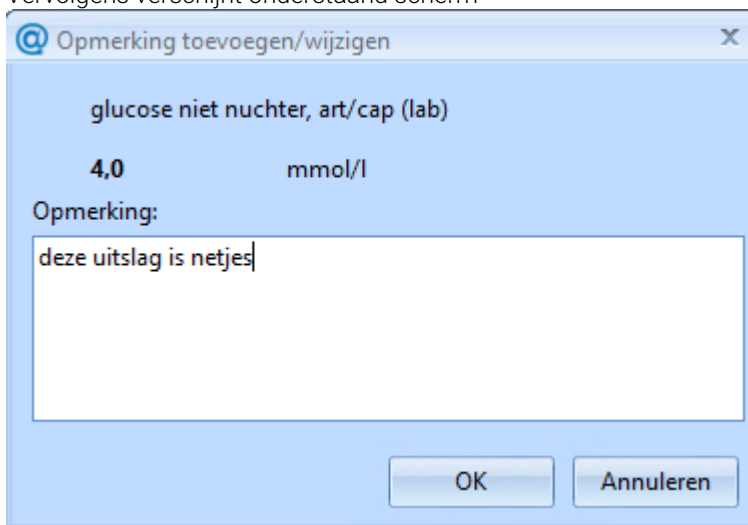 Vervolgens verschijnt onderstaand scherm
Opmerking toevoegen/wijzigen
glucose niet nuchter, art/cap (lab)
4,0 mmol/l
Opmerking:
deze uitslag is netjes
OK Annuleren